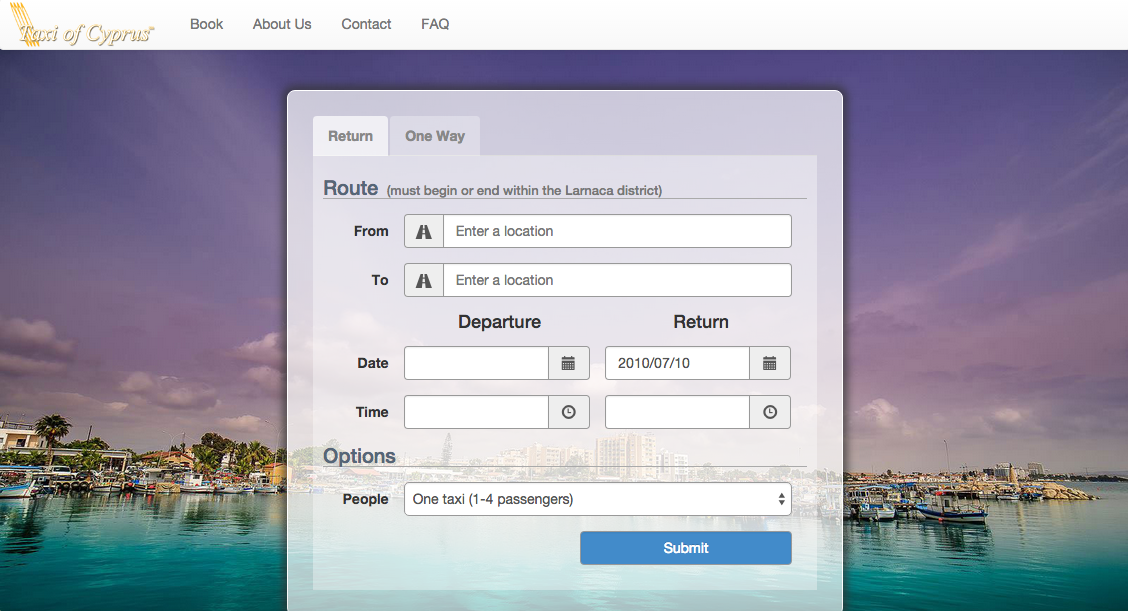 Taxi of Cyprus™ Book About Us Contact FAQ
Return One Way
Route (must begin or end within the Larnaca district)
From Enter a location
To Enter a location
Departure Return
Date 2010/07/10
Time
Options
People One taxi (1-4 passengers)
Submit